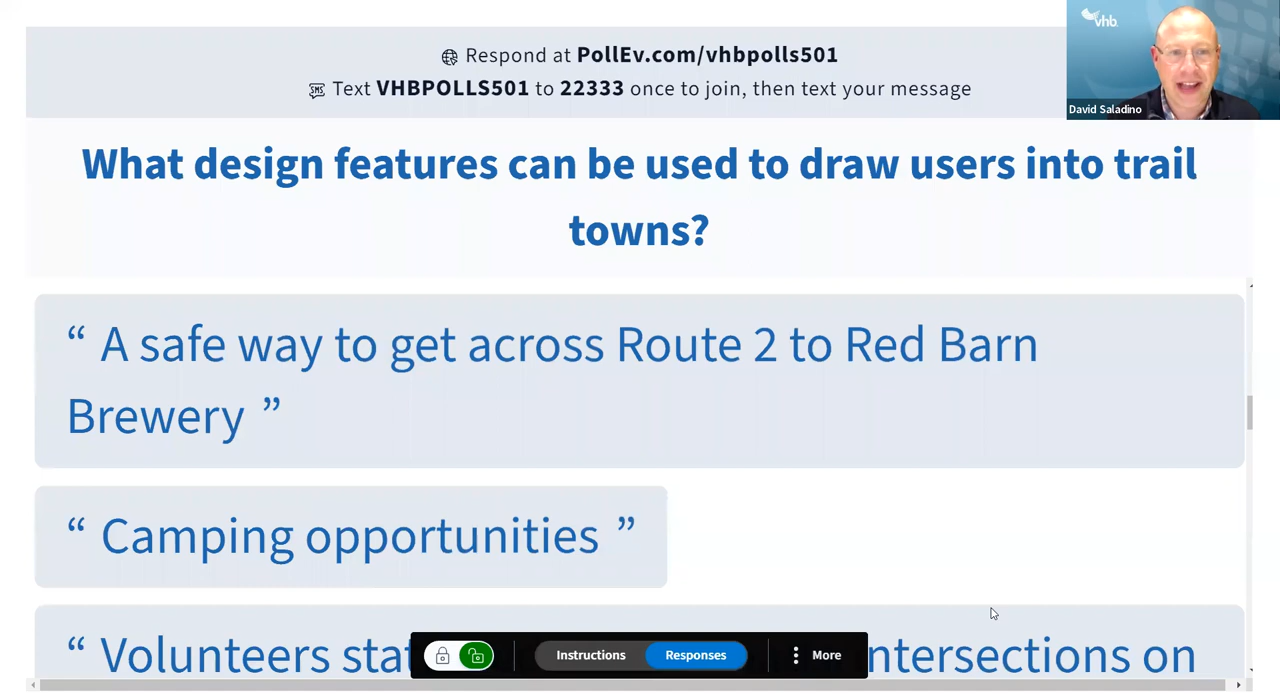 Respond at PollEv.com/vhbpolls501
Text VHBPOLLS501 to 22333 once to join, then text your message
vhb
David Saladino
What design features can be used to draw users into trail
towns?
“ A safe way to get across Route 2 to Red Barn
Brewery ”
“ Camping opportunities ”
“ Volunteers
on
Instructions Responses More